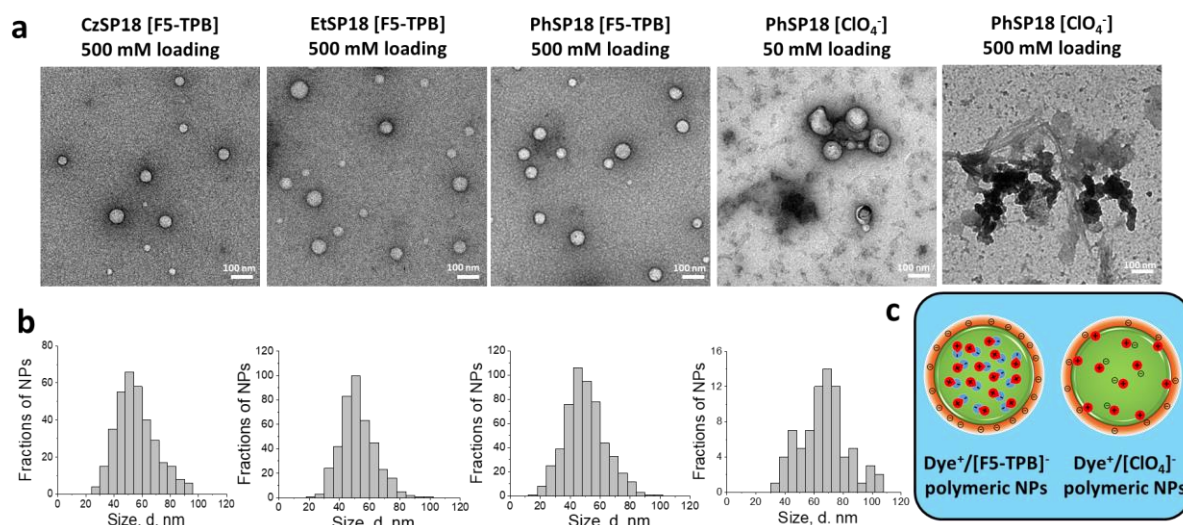 a
CzSP18 [F5-TPB]
500 mM loading
EtSP18 [F5-TPB]
500 mM loading
PhSP18 [F5-TPB]
500 mM loading
PhSP18 [ClO₄⁻]
50 mM loading
PhSP18 [ClO₄⁻]
500 mM loading
100 nm
100 nm
100 nm
100 nm
100 nm
b
Fractions of NPs
80
60
40
20
0
0 20 40 60 80 100 120
Size, d, nm
Fractions of NPs
120
100
80
60
40
20
0
0 20 40 60 80 100 120
Size, d, nm
Fractions of NPs
120
100
80
60
40
20
0
0 20 40 60 80 100 120
Size, d, nm
Fractions of NPs
16
12
8
4
0
0 20 40 60 80 100 120
Size, d, nm
c
Dye⁺/[F5-TPB]⁻
polymeric NPs
Dye⁺/[ClO₄]⁻
polymeric NPs